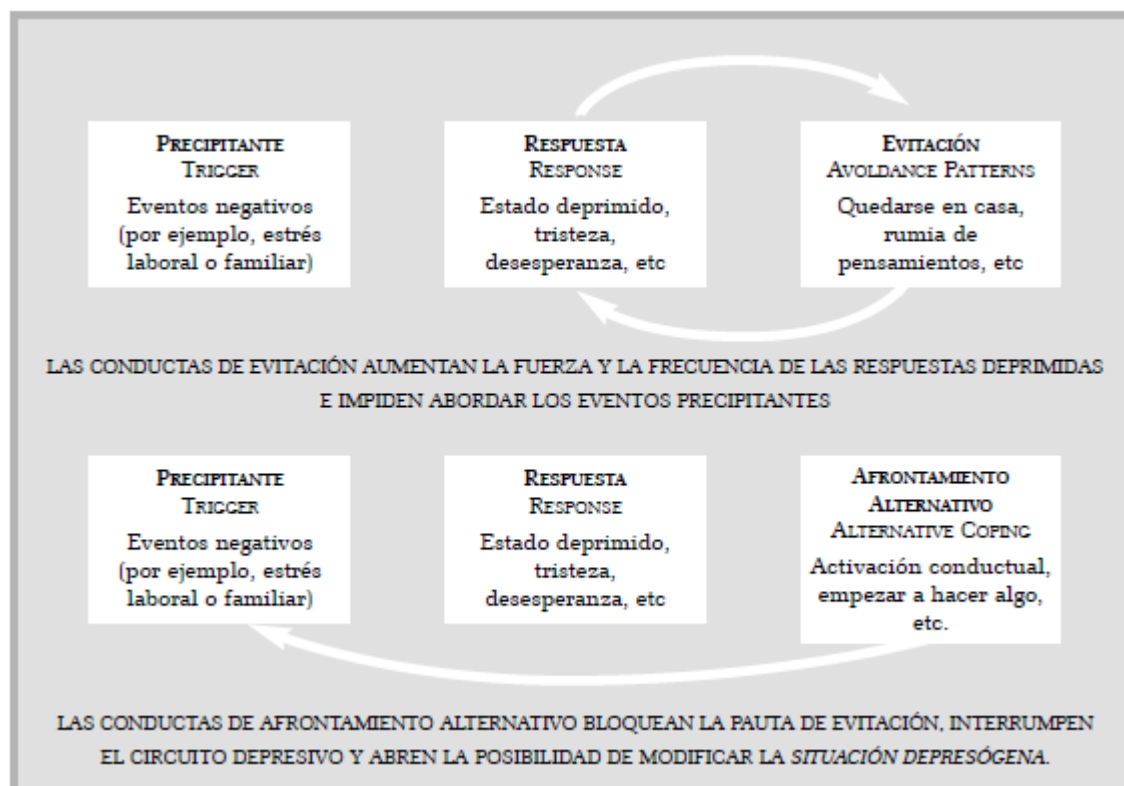 PRECIPITANTE
TRIGGER
Eventos negativos
(por ejemplo, estrés
laboral o familiar)
RESPUESTA
RESPONSE
Estado deprimido,
tristeza,
desesperanza, etc
EVITACIÓN
AVOLDANCE PATTERNS
Quedarse en casa,
rumia de
pensamientos, etc
LAS CONDUCTAS DE EVITACIÓN AUMENTAN LA FUERZA Y LA FRECUENCIA DE LAS RESPUESTAS DEPRIMIDAS
E IMPIDEN ABORDAR LOS EVENTOS PRECIPITANTES
PRECIPITANTE
TRIGGER
Eventos negativos
(por ejemplo, estrés
laboral o familiar)
RESPUESTA
RESPONSE
Estado deprimido,
tristeza,
desesperanza, etc
AFRONTAMIENTO
ALTERNATIVO
ALTERNATIVE COPING
Activación conductual,
empezar a hacer algo,
etc.
LAS CONDUCTAS DE AFRONTAMIENTO ALTERNATIVO BLOQUEAN LA PAUTA DE EVITACIÓN, INTERRUMPEN
EL CIRCUITO DEPRESIVO Y ABREN LA POSIBILIDAD DE MODIFICAR LA SITUACIÓN DEPRESÓGENA.